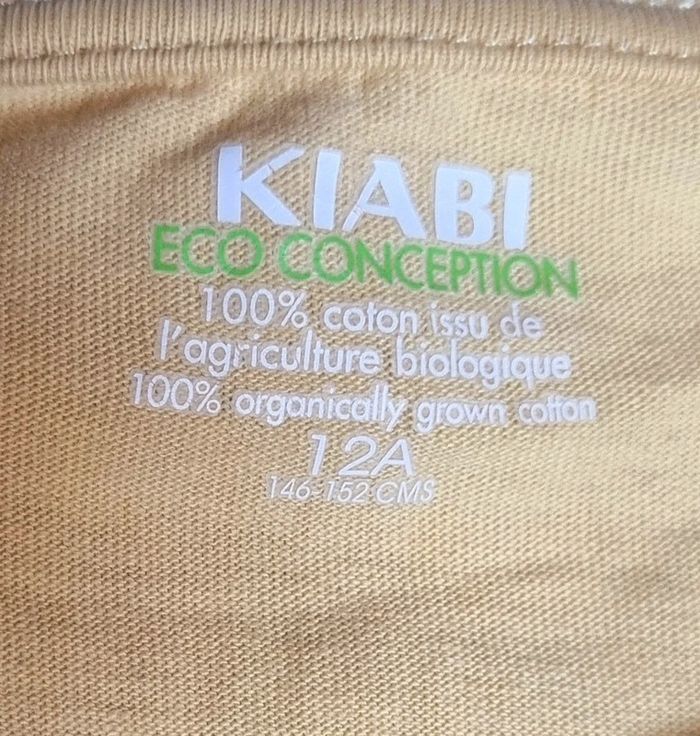 KIABI
ECO CONCEPTION
100% coton issu de
l'agriculture biologique
100% organically grown cotton
12A
146-152 CMS